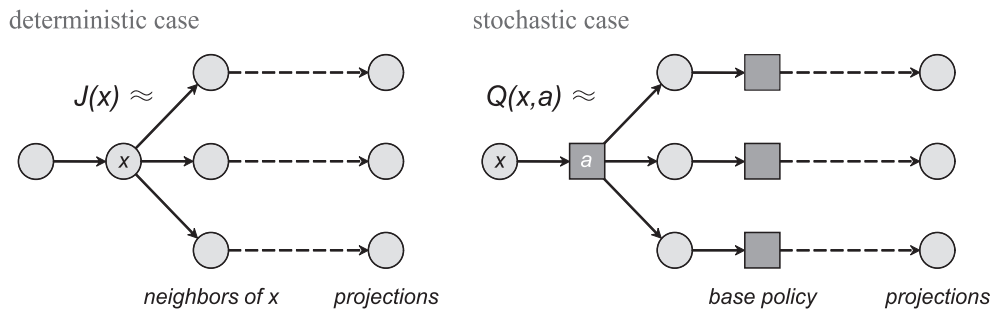 deterministic case
J(x) ≈
x
neighbors of x
projections
stochastic case
Q(x,a) ≈
x
a
base policy
projections